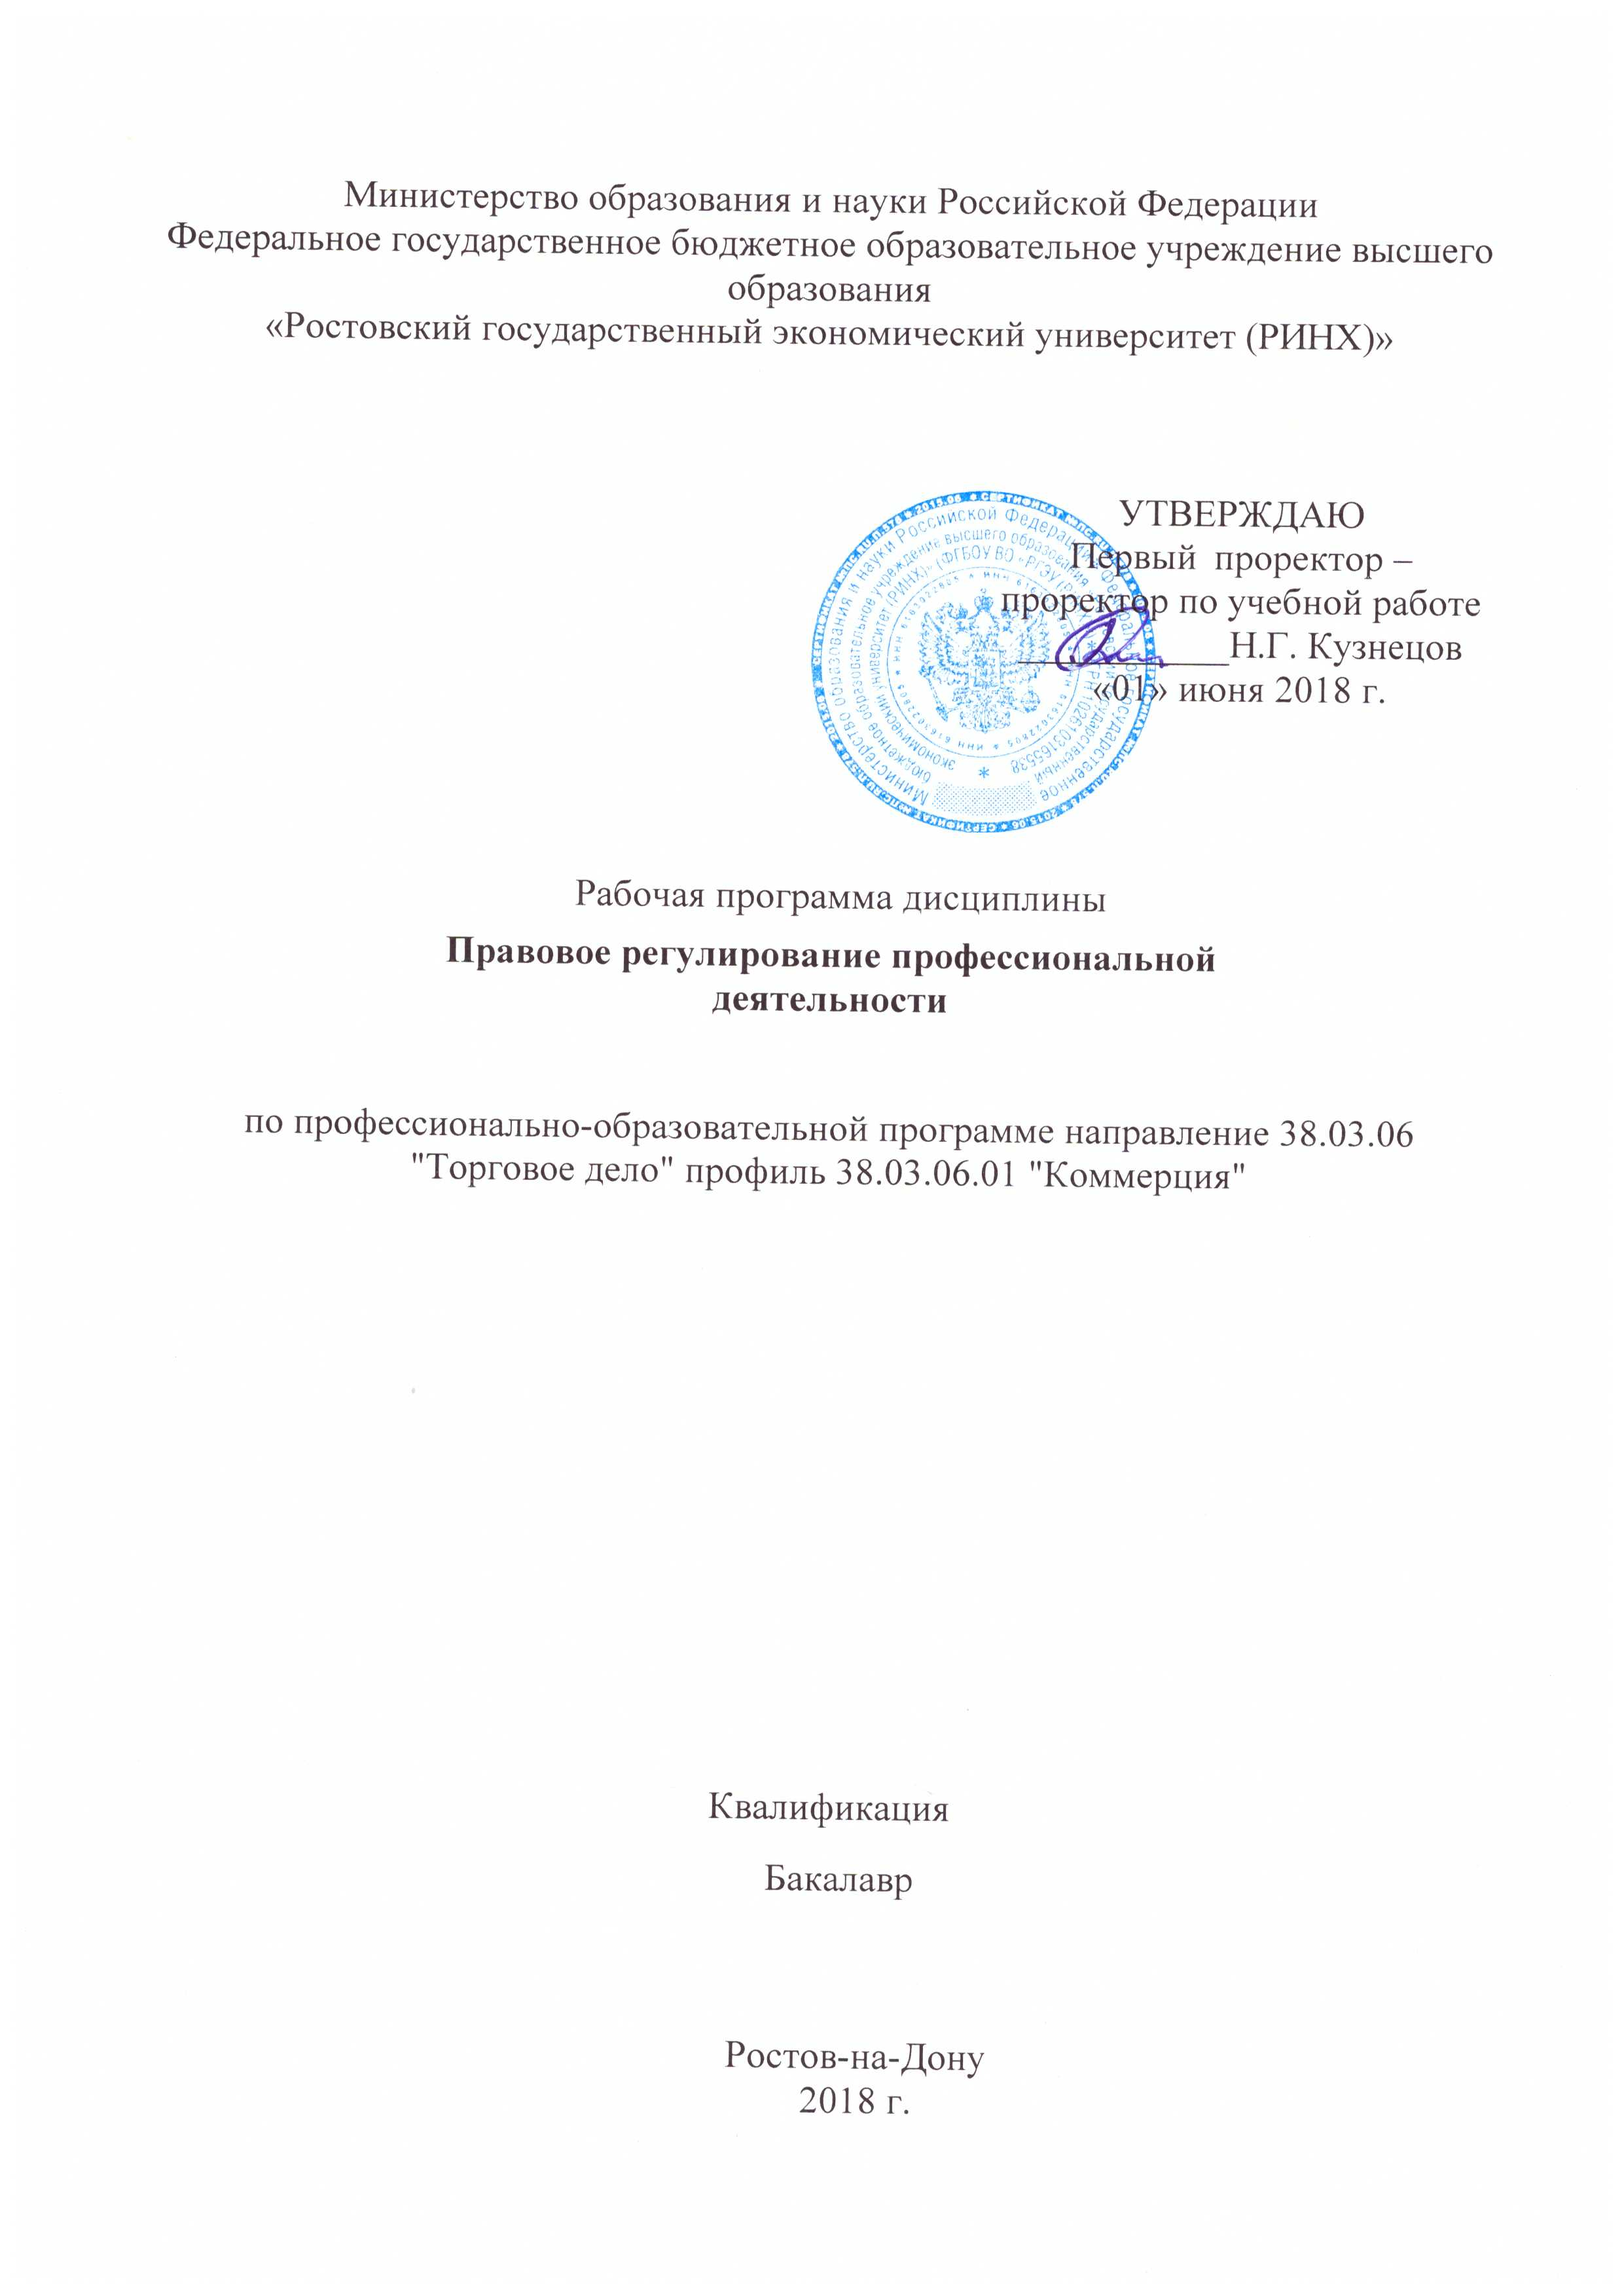 Министерство образования и науки Российской Федерации
Федеральное государственное бюджетное образовательное учреждение высшего
образования
«Ростовский государственный экономический университет (РИНХ)»
УТВЕРЖДАЮ
Первый проректор –
проректор по учебной работе
Н.Г. Кузнецов
«01» июня 2018 г.
Рабочая программа дисциплины
Правовое регулирование профессиональной
деятельности
по профессионально-образовательной программе направление 38.03.06
"Торговое дело" профиль 38.03.06.01 "Коммерция"
Квалификация
Бакалавр
Ростов-на-Дону
2018 г.